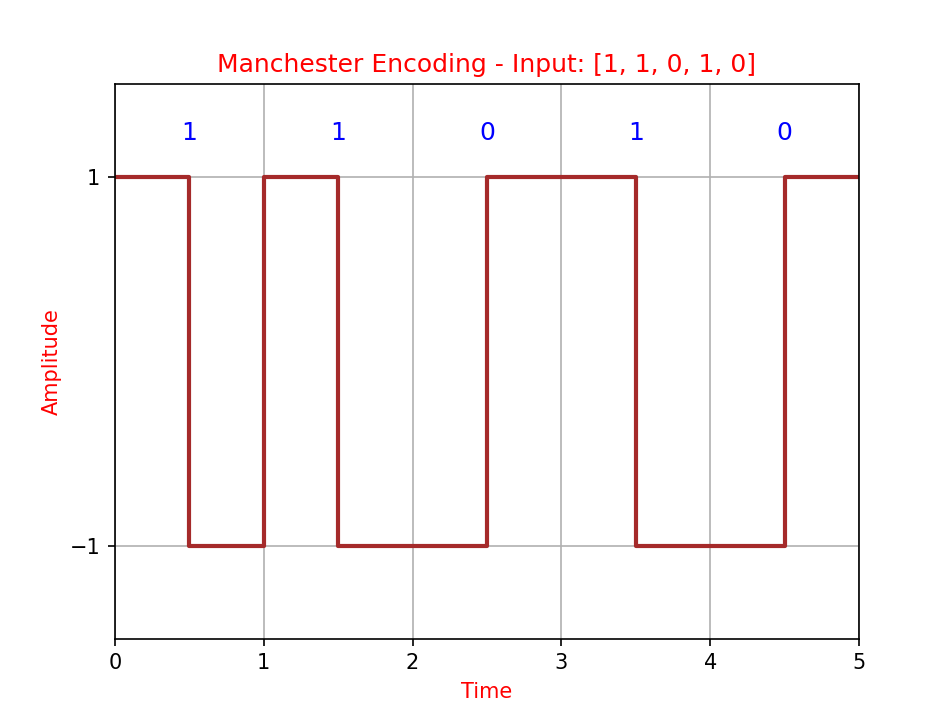 Manchester Encoding - Input: [1, 1, 0, 1, 0]
1 1 0 1 0
1
Amplitude
−1
0 1 2 3 4 5
Time